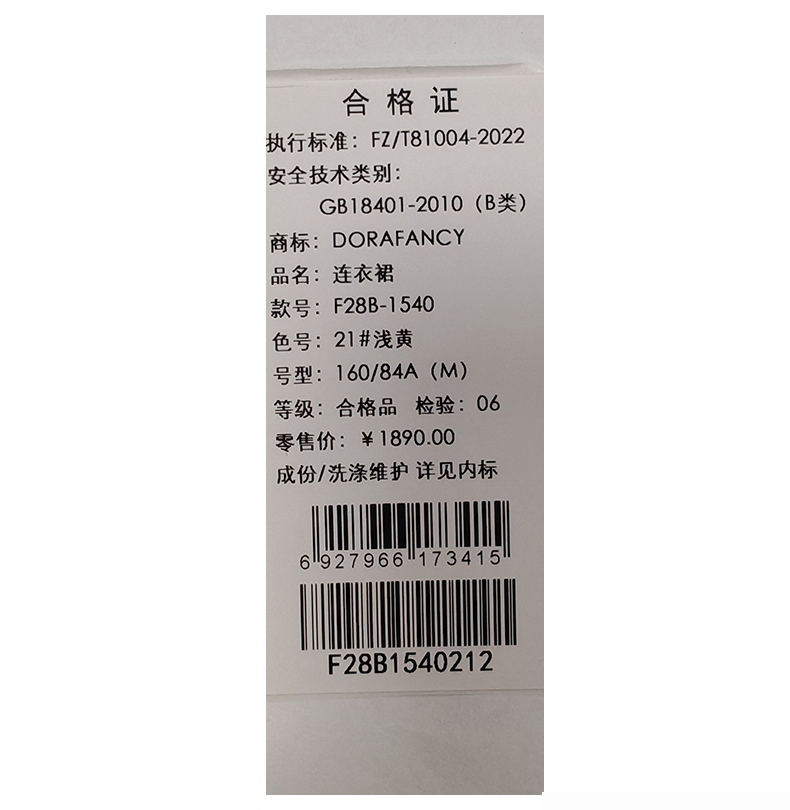 合格证
执行标准：FZ/T81004-2022
安全技术类别：
GB18401-2010（B类）
商标：DORAFANCY
品名：连衣裙
款号：F28B-1540
色号：21#浅黄
号型：160/84A（M）
等级：合格品 检验：06
零售价：￥1890.00
成份/洗涤维护 详见内标
6 927966 173415
F28B1540212